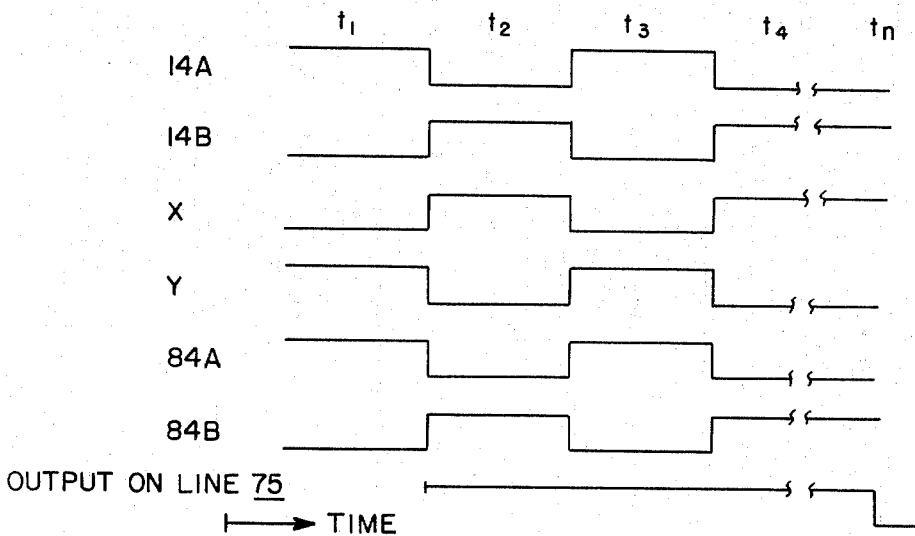 t1 t2 t3 t4 tn
14A
14B
X
Y
84A
84B
OUTPUT ON LINE 75
TIME